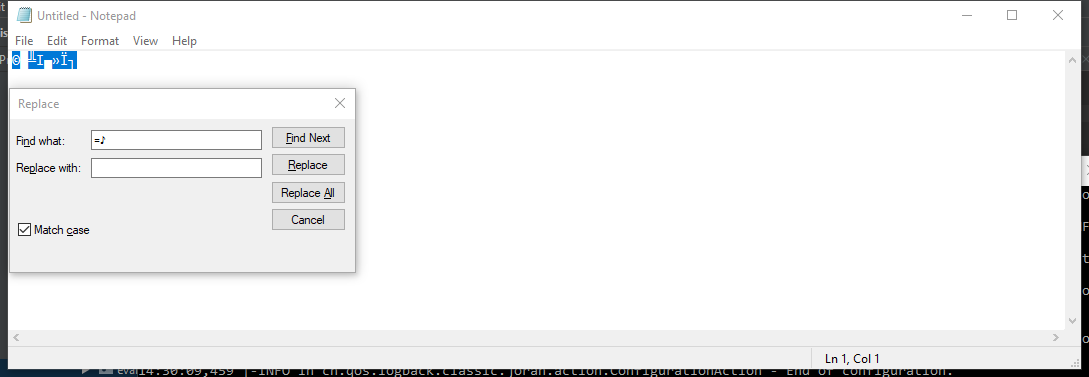 Untitled - Notepad
File Edit Format View Help
Replace
Find what: =♪
Find Next
Replace with:
Replace
Replace All
Cancel
Match case
Ln 1, Col 1
14:30:09,459 |-INFO in ch.qos.logback.classic.joran.action.ConfigurationAction - End of configuration.